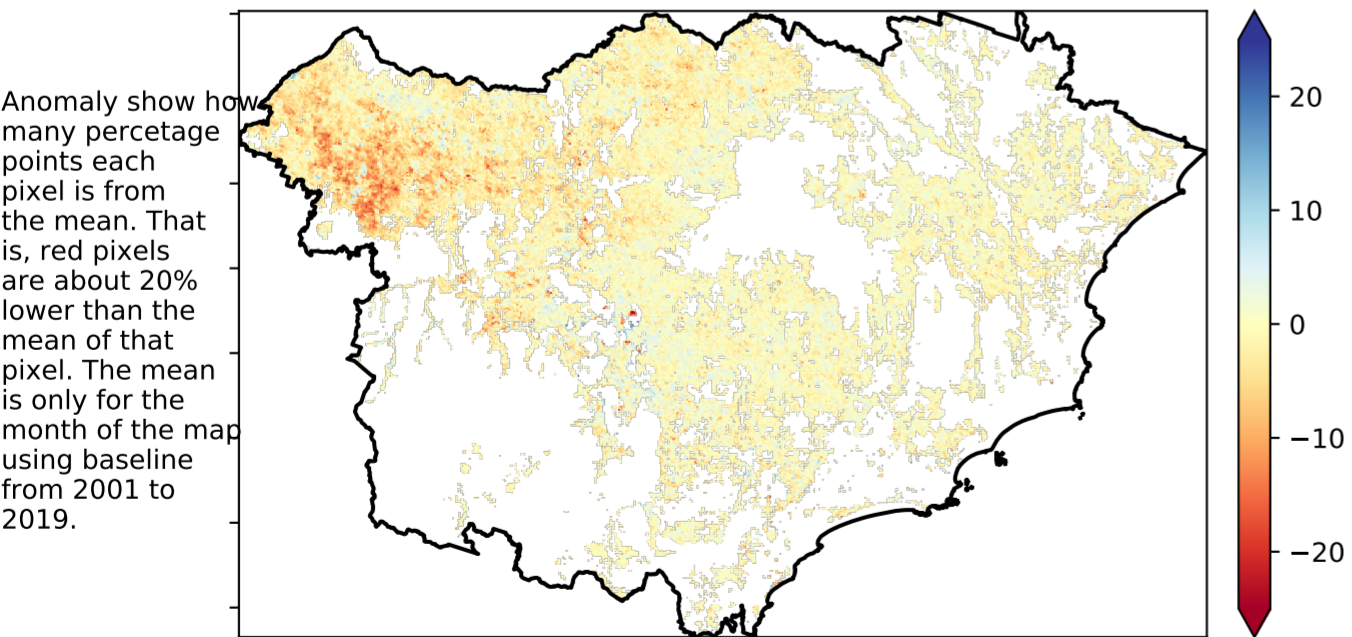 Anomaly show how
many percetage
points each
pixel is from
the mean. That
is, red pixels
are about 20%
lower than the
mean of that
pixel. The mean
is only for the
month of the map
using baseline
from 2001 to
2019.
20
10
0
−10
−20